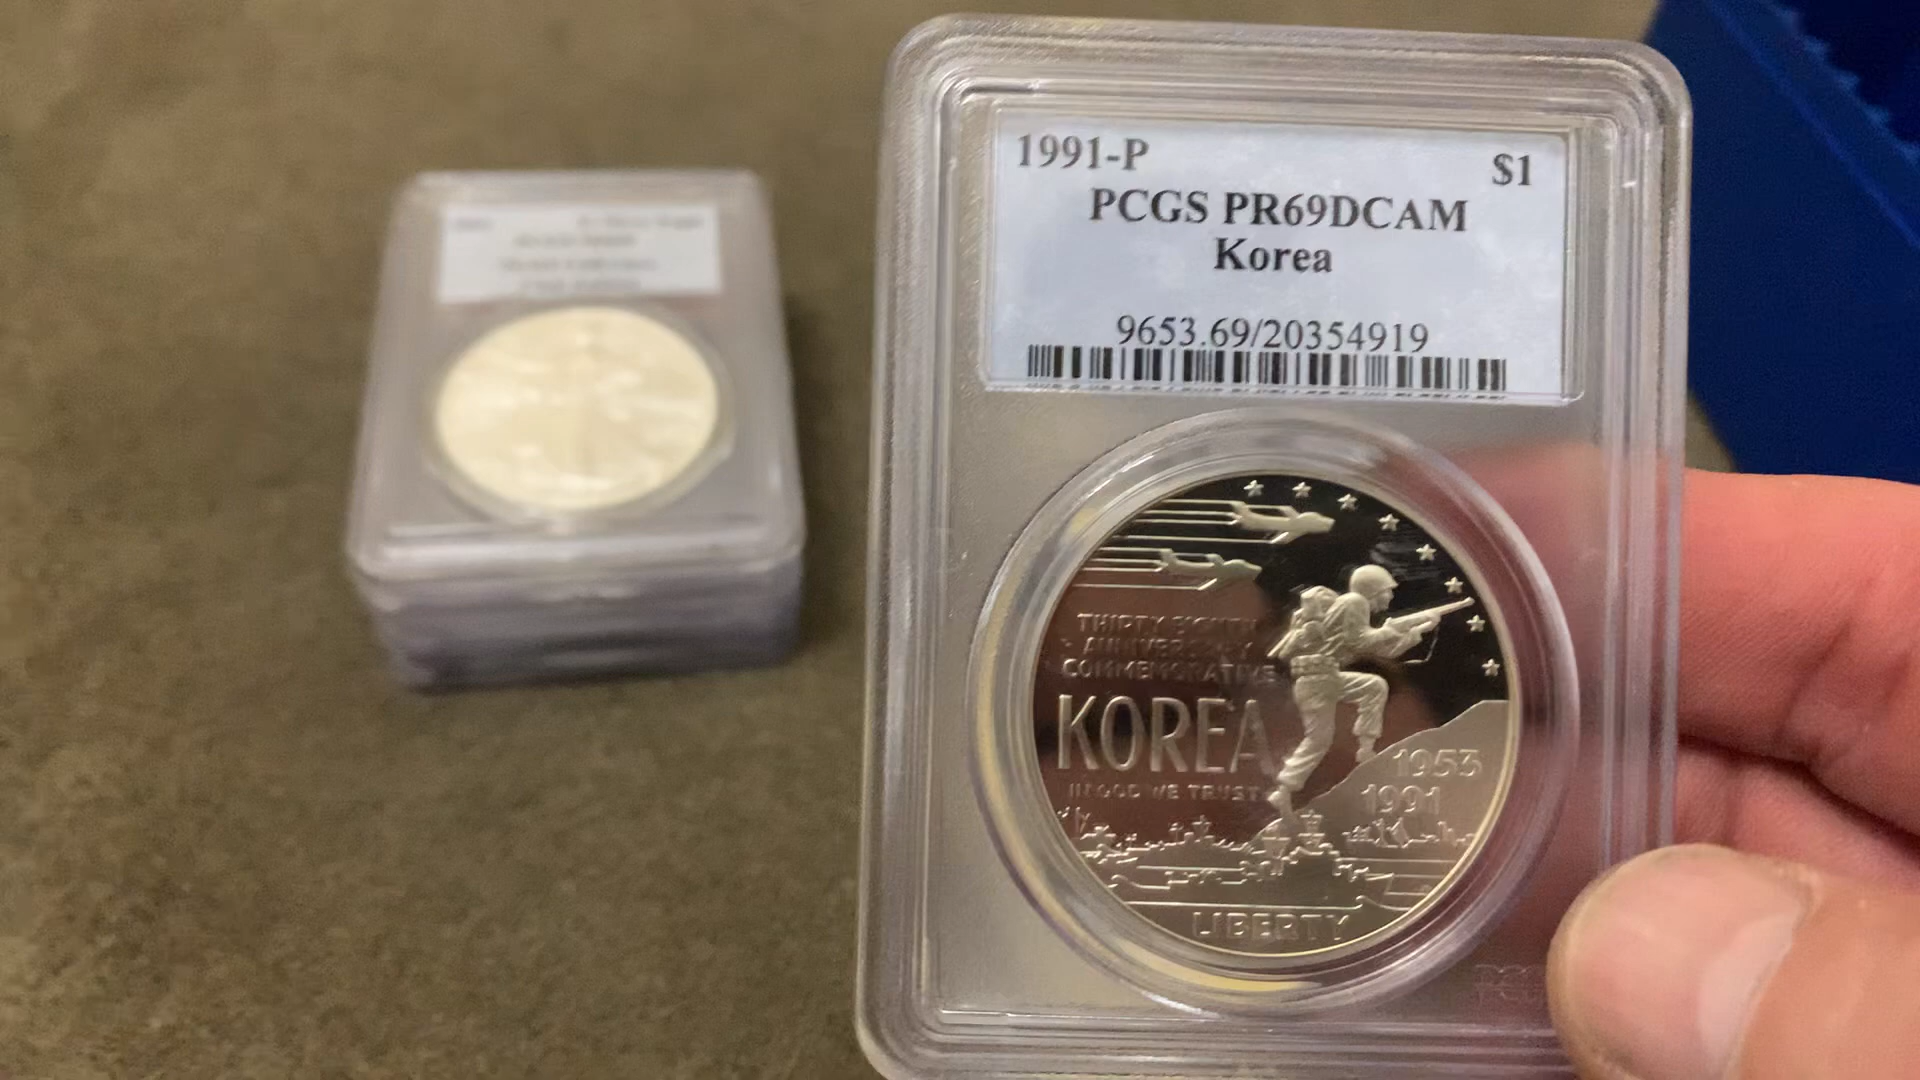 1991-P $1
PCGS PR69DCAM
Korea
9653.69/20354919
THIRTY EIGHTH
ANNIVERSARY
COMMEMORATIVE
KOREA
IN GOD WE TRUST
1953
1991
LIBERTY